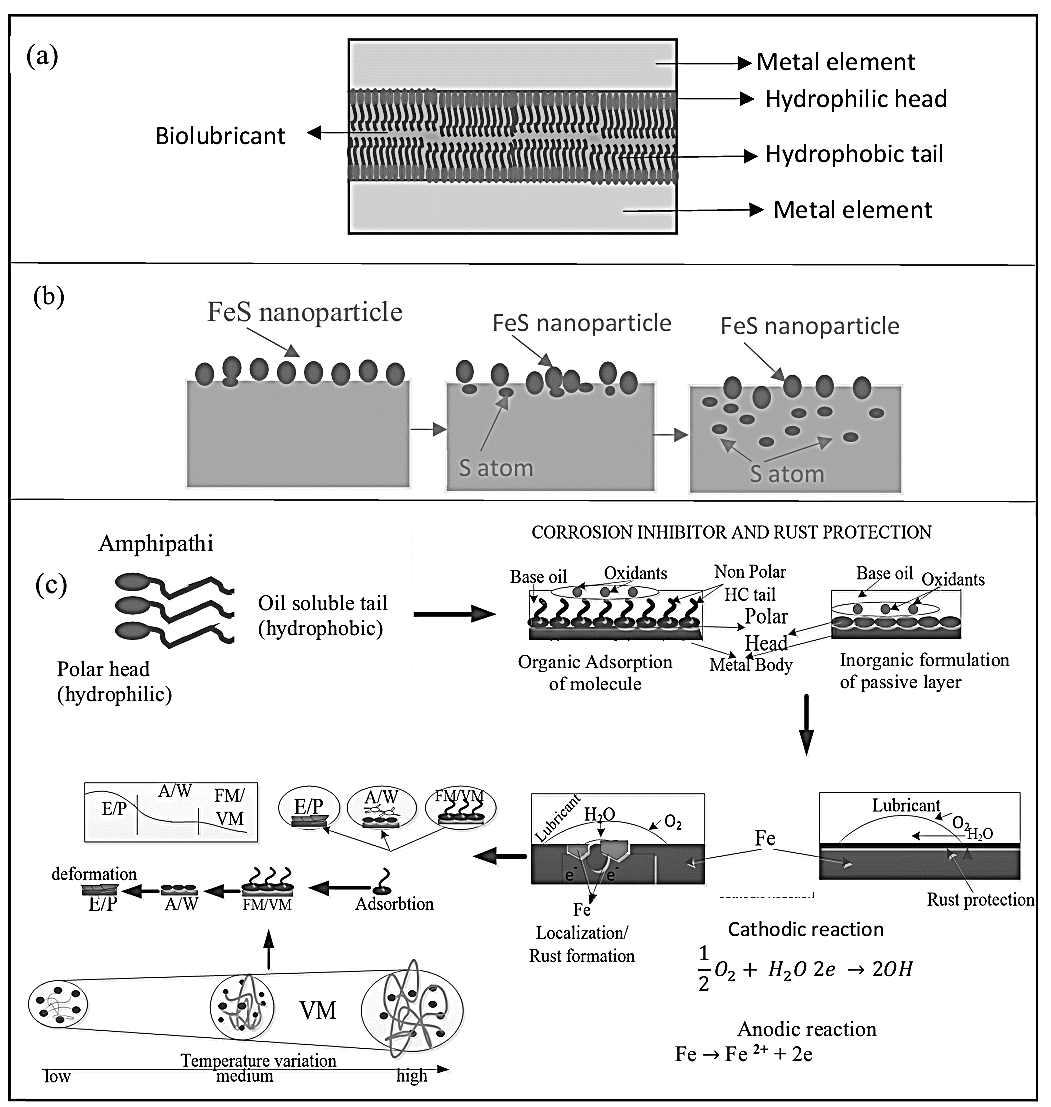 (a)
Metal element
Hydrophilic head
Biolubricant
Hydrophobic tail
Metal element
(b)
FeS nanoparticle
FeS nanoparticle
FeS nanoparticle
S atom
S atom
(c)
Amphipathi
Oil soluble tail
(hydrophobic)
Polar head
(hydrophilic)
CORROSION INHIBITOR AND RUST PROTECTION
Base oil
Oxidants
Non Polar
HC tail
Polar
Head
Metal Body
Organic Adsorption
of molecule
Base oil
Oxidants
Inorganic formulation
of passive layer
E/P
A/W
FM/
VM
E/P
A/W
FM/VM
deformation
E/P
A/W
FM/VM
Adsorbtion
Lubricant
H₂O
O₂
e⁻
e⁻
Fe
Localization/
Rust formation
Fe
Lubricant
O₂
H₂O
Rust protection
Cathodic reaction
½O₂ + H₂O 2e → 2OH
Anodic reaction
Fe → Fe ²⁺ + 2e
VM
Temperature variation
low
medium
high